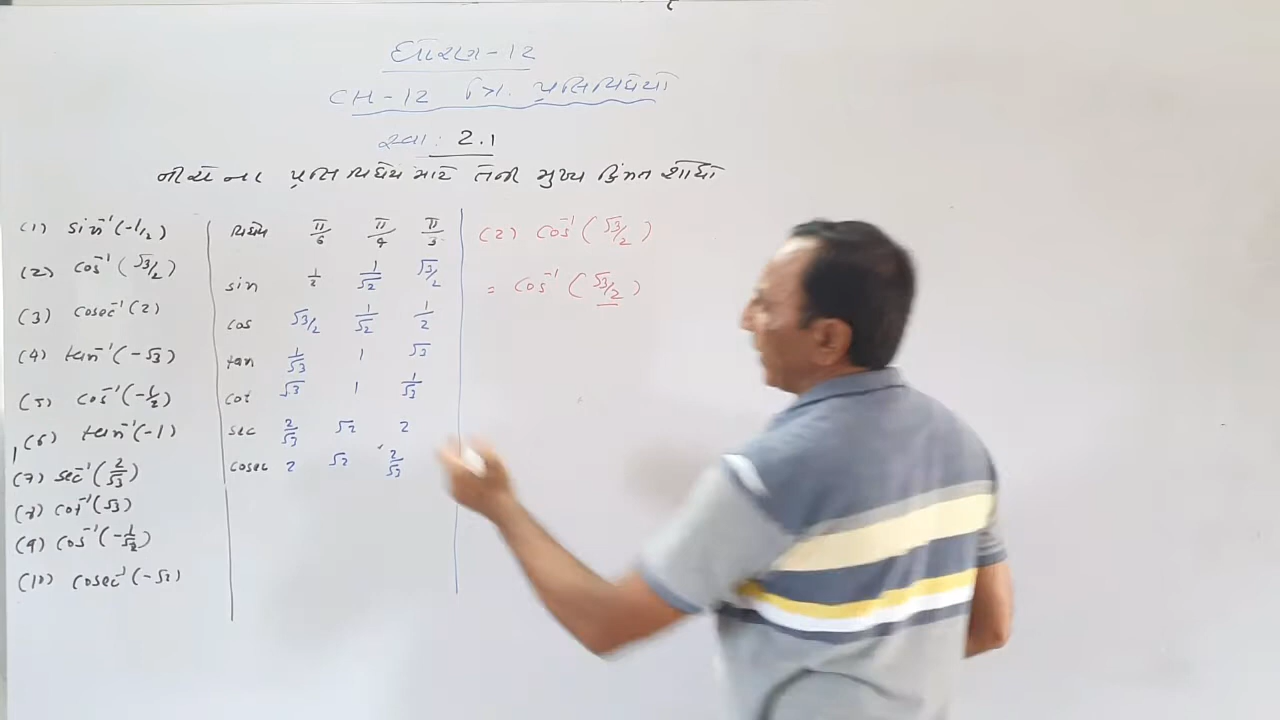 ધોરણ-12
CH-12 ત્રિ. પ્રતિવિધેયો
સ્વા: 2.1
નીચેના પ્રતિવિધેય માટે તેની મુખ્ય કિંમત શોધો
(1) sin⁻¹(-1/2)
(2) cos⁻¹(√3/2)
(3) cosec⁻¹(2)
(4) tan⁻¹(-√3)
(5) cos⁻¹(-1/2)
(6) tan⁻¹(-1)
(7) sec⁻¹(2/√3)
(8) cot⁻¹(√3)
(9) cos⁻¹(-1/√2)
(10) cosec⁻¹(-√2)
વિધેય π/6 π/4 π/3
sin 1/2 1/√2 √3/2
cos √3/2 1/√2 1/2
tan 1/√3 1 √3
cot √3 1 1/√3
sec 2/√3 √2 2
cosec 2 √2 2/√3
(2) cos⁻¹(√3/2)
= cos⁻¹(√3/2)